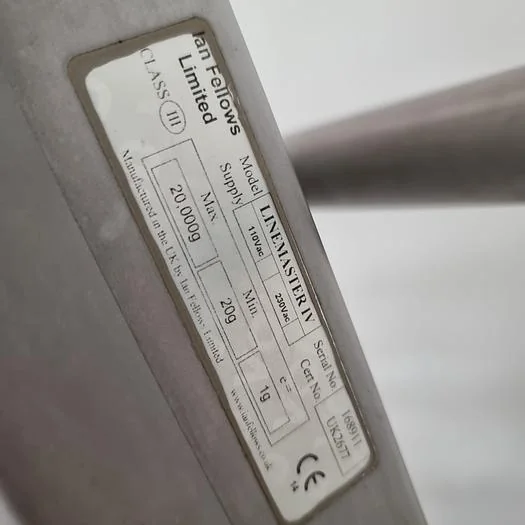 Ian Fellows
Limited
CLASS III
Model LINEMASTER IV Serial No. 168911
Supply 110Vac 230Vac Cert No. UK2677
Max. Min. e =
20,000g 20g 1g
Manufactured in the UK by Ian Fellows Limited www.ianfellows.co.uk
CE
14